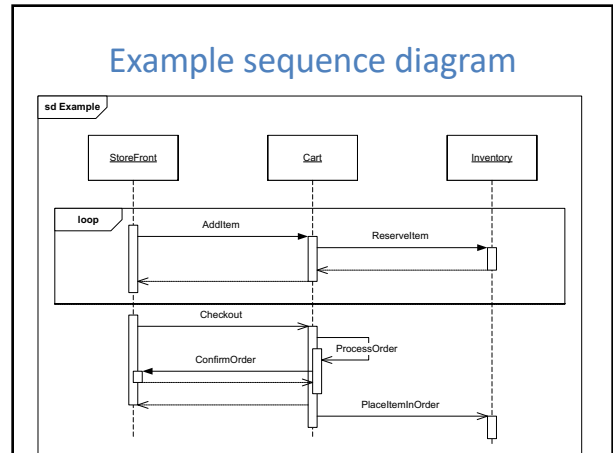 Example sequence diagram
sd Example
StoreFront
Cart
Inventory
loop
AddItem
ReserveItem
Checkout
ProcessOrder
ConfirmOrder
PlaceItemInOrder